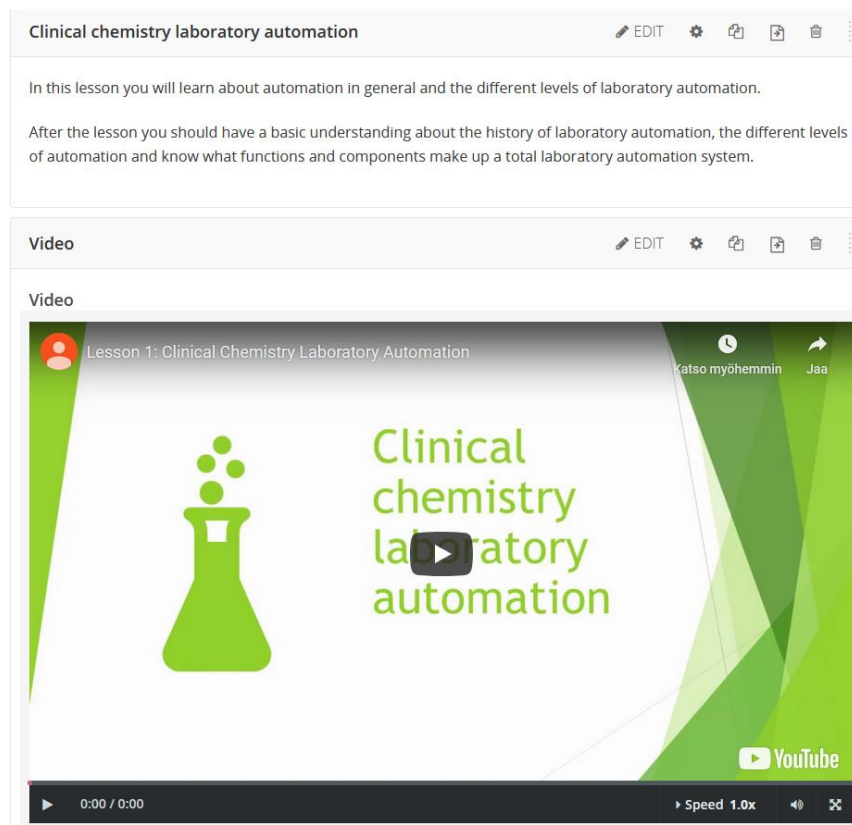 Clinical chemistry laboratory automation EDIT
In this lesson you will learn about automation in general and the different levels of laboratory automation.
After the lesson you should have a basic understanding about the history of laboratory automation, the different levels
of automation and know what functions and components make up a total laboratory automation system.
Video EDIT
Video
Lesson 1: Clinical Chemistry Laboratory Automation
Katso myöhemmin Jaa
Clinical
chemistry
laboratory
automation
YouTube
0:00 / 0:00 Speed 1.0x